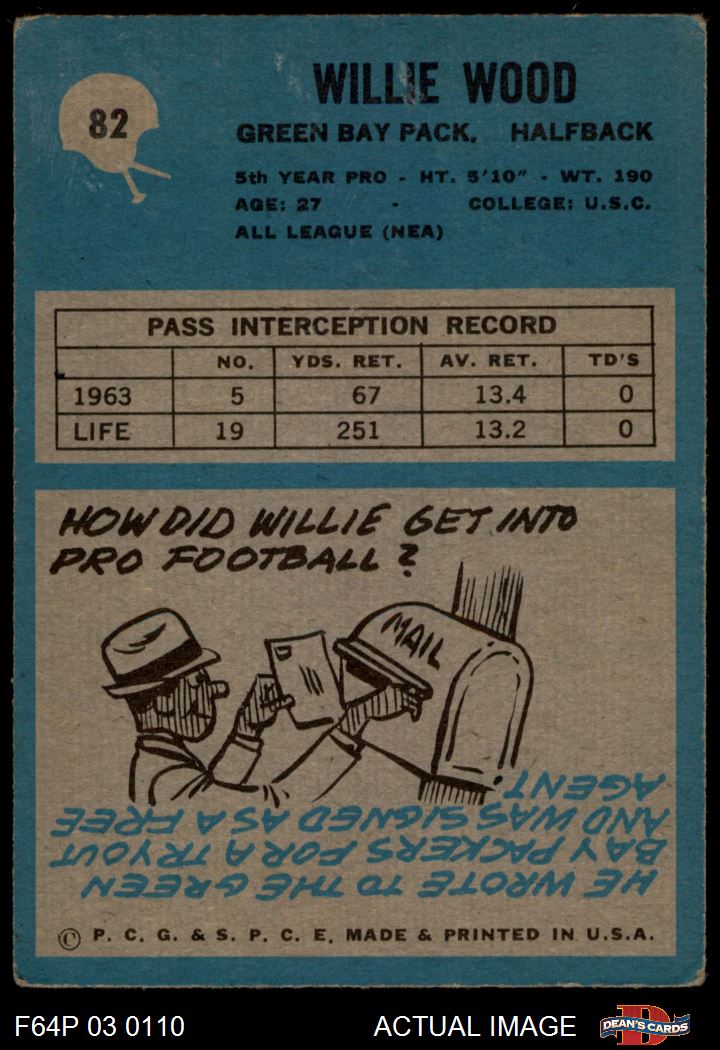 82
WILLIE WOOD
GREEN BAY PACK. HALFBACK
5th YEAR PRO - HT. 5'10" - WT. 190
AGE: 27 - COLLEGE: U.S.C.
ALL LEAGUE (NEA)
PASS INTERCEPTION RECORD
NO. YDS. RET. AV. RET. TD'S
1963 5 67 13.4 0
LIFE 19 251 13.2 0
HOW DID WILLIE GET INTO
PRO FOOTBALL?
MAIL
HE WROTE TO THE GREEN
BAY PACKERS FOR A TRYOUT
AND WAS SIGNED AS A FREE
AGENT
© P. C. G. & S. P. C. E. MADE & PRINTED IN U.S.A.
F64P 03 0110 ACTUAL IMAGE
D
DEAN'S CARDS